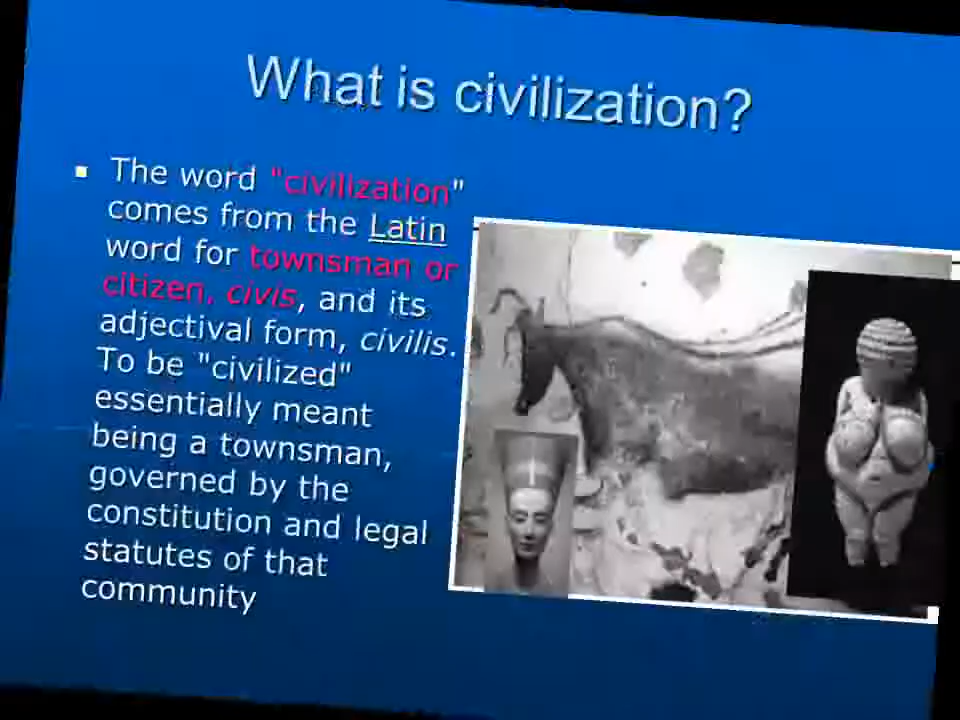 What is civilization?
The word "civilization"
comes from the Latin
word for townsman or
citizen, civis, and its
adjectival form, civilis.
To be "civilized"
essentially meant
being a townsman,
governed by the
constitution and legal
statutes of that
community